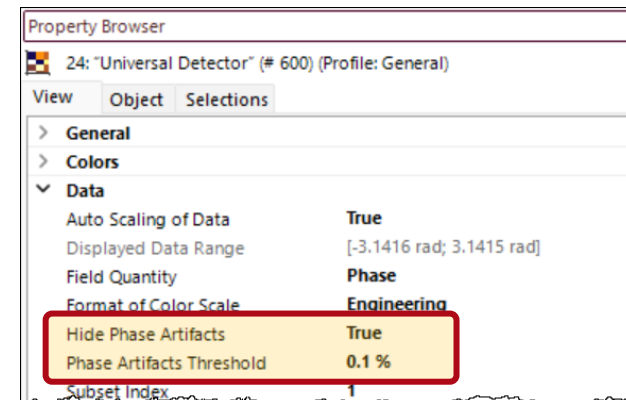 Property Browser
24: "Universal Detector" (# 600) (Profile: General)
View Object Selections
General
Colors
Data
Auto Scaling of Data True
Displayed Data Range [-3.1416 rad; 3.1415 rad]
Field Quantity Phase
Format of Color Scale Engineering
Hide Phase Artifacts True
Phase Artifacts Threshold 0.1 %
Subset Index 1